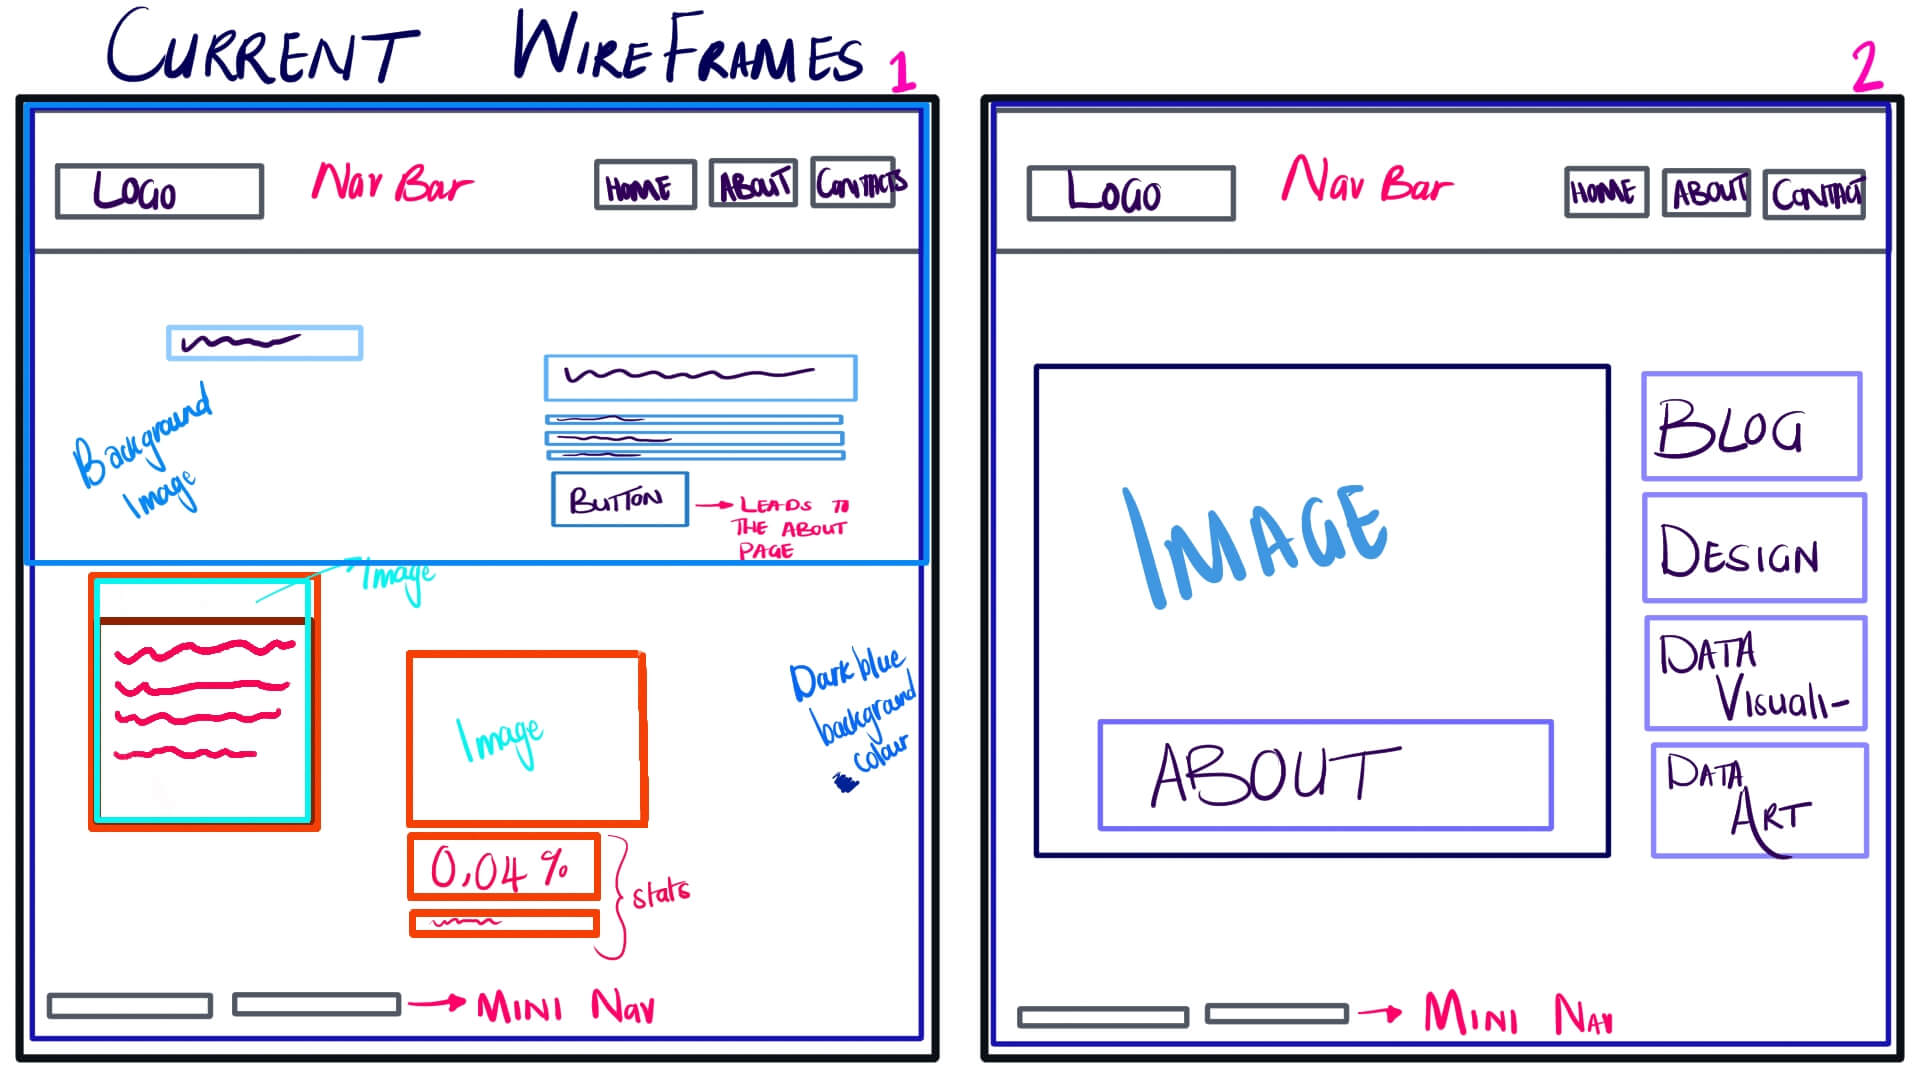 CURRENT WIREFRAMES 1
LOGO
Nav Bar
HOME
ABOUT
CONTACTS
Background
Image
BUTTON
LEADS TO
THE ABOUT
PAGE
Image
Image
Dark blue
background
colour
0,04%
stats
MINI NAV
2
LOGO
Nav Bar
HOME
ABOUT
CONTACT
IMAGE
ABOUT
BLOG
DESIGN
DATA
VISUALI-
DATA
ART
MINI NAV